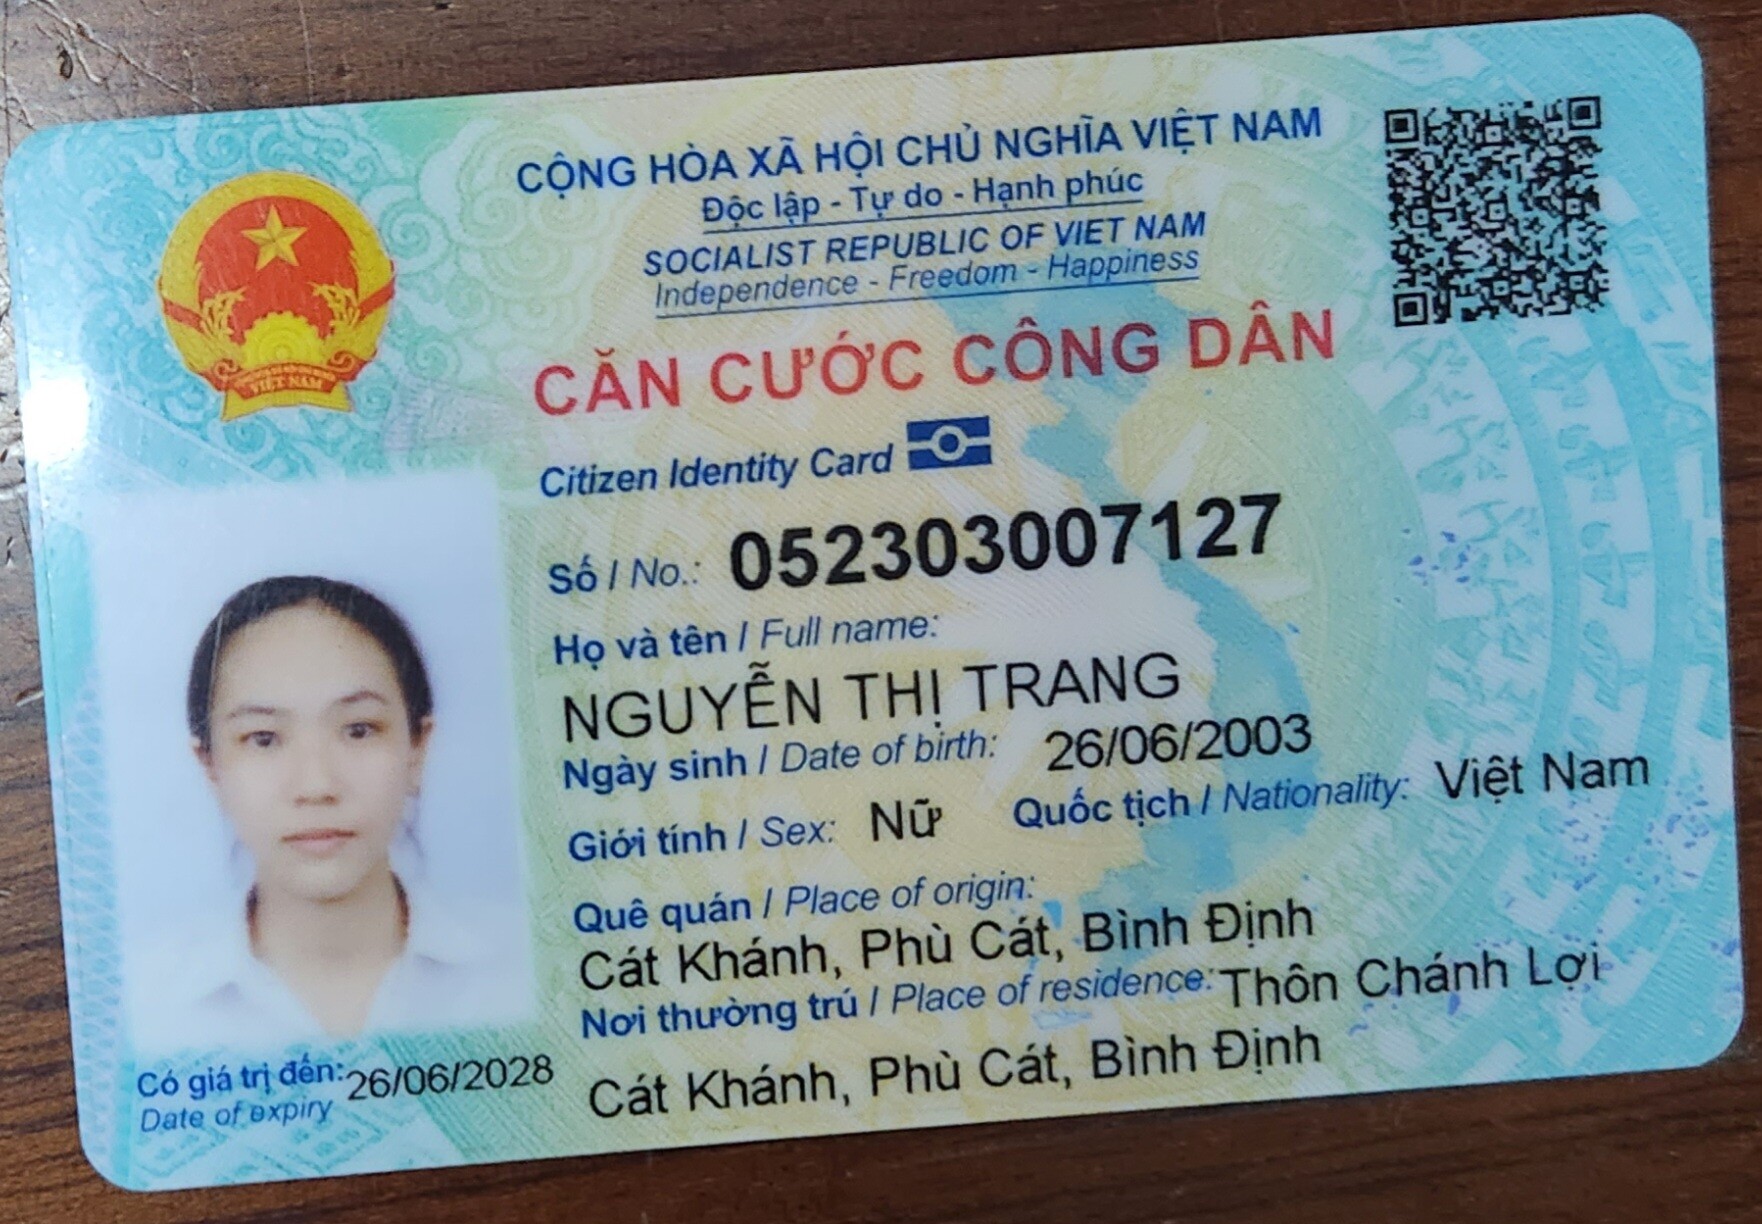 CỘNG HÒA XÃ HỘI CHỦ NGHĨA VIỆT NAM
Độc lập - Tự do - Hạnh phúc
SOCIALIST REPUBLIC OF VIET NAM
Independence - Freedom - Happiness
CĂN CƯỚC CÔNG DÂN
Citizen Identity Card
Số / No.: 052303007127
Họ và tên / Full name:
NGUYỄN THỊ TRANG
Ngày sinh / Date of birth: 26/06/2003
Giới tính / Sex: Nữ Quốc tịch / Nationality: Việt Nam
Quê quán / Place of origin:
Cát Khánh, Phù Cát, Bình Định
Nơi thường trú / Place of residence: Thôn Chánh Lợi
Cát Khánh, Phù Cát, Bình Định
Có giá trị đến: 26/06/2028
Date of expiry
VIỆT NAM